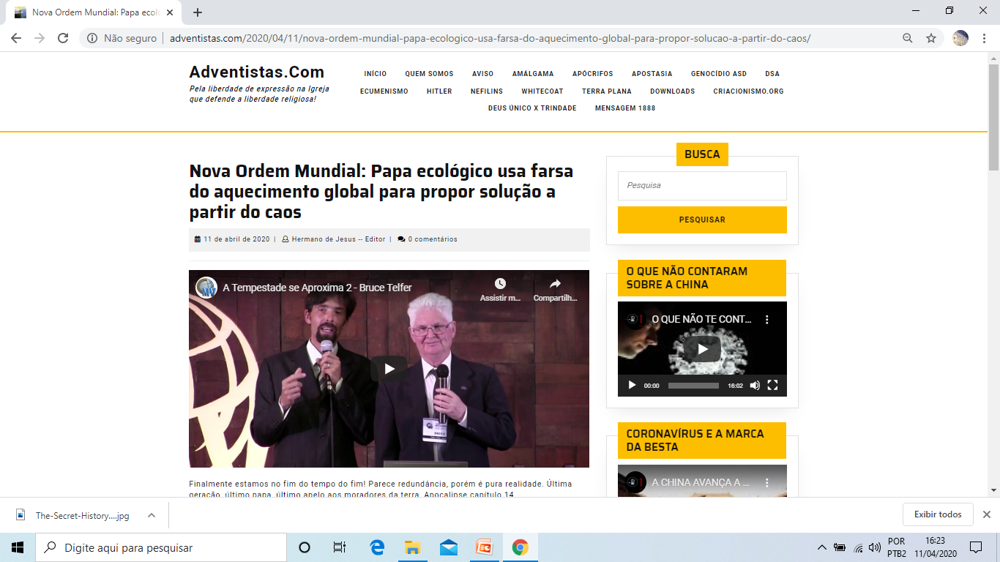 Nova Ordem Mundial: Papa ecoló
Não seguro
adventistas.com/2020/04/11/nova-ordem-mundial-papa-ecologico-usa-farsa-do-aquecimento-global-para-propor-solucao-a-partir-do-caos/
Adventistas.Com
Pela liberdade de expressão na Igreja
que defende a liberdade religiosa!
INÍCIO QUEM SOMOS AVISO AMÁLGAMA APÓCRIFOS APOSTASIA GENOCÍDIO ASD DSA
ECUMENISMO HITLER NEFILINS WHITECOAT TERRA PLANA DOWNLOADS CRIACIONISMO.ORG
DEUS ÚNICO X TRINDADE MENSAGEM 1888
Nova Ordem Mundial: Papa ecológico usa farsa
do aquecimento global para propor solução a
partir do caos
11 de abril de 2020 | Hermano de Jesus -- Editor | 0 comentários
MV
A Tempestade se Aproxima 2 - Bruce Telfer
Assistir m... Compartilh...
BRUCE
Finalmente estamos no fim do tempo do fim! Parece redundância, porém é pura realidade. Última
geração, último papa, último apelo aos moradores da terra. Apocalipse capítulo 14
BUSCA
Pesquisa
PESQUISAR
O QUE NÃO CONTARAM
SOBRE A CHINA
O QUE NÃO TE CONT...
00:00 16:02
CORONAVÍRUS E A MARCA
DA BESTA
A CHINA AVANÇA A ...
The-Secret-History....jpg
Exibir todos
Digite aqui para pesquisar
POR
PTB2
16:23
11/04/2020